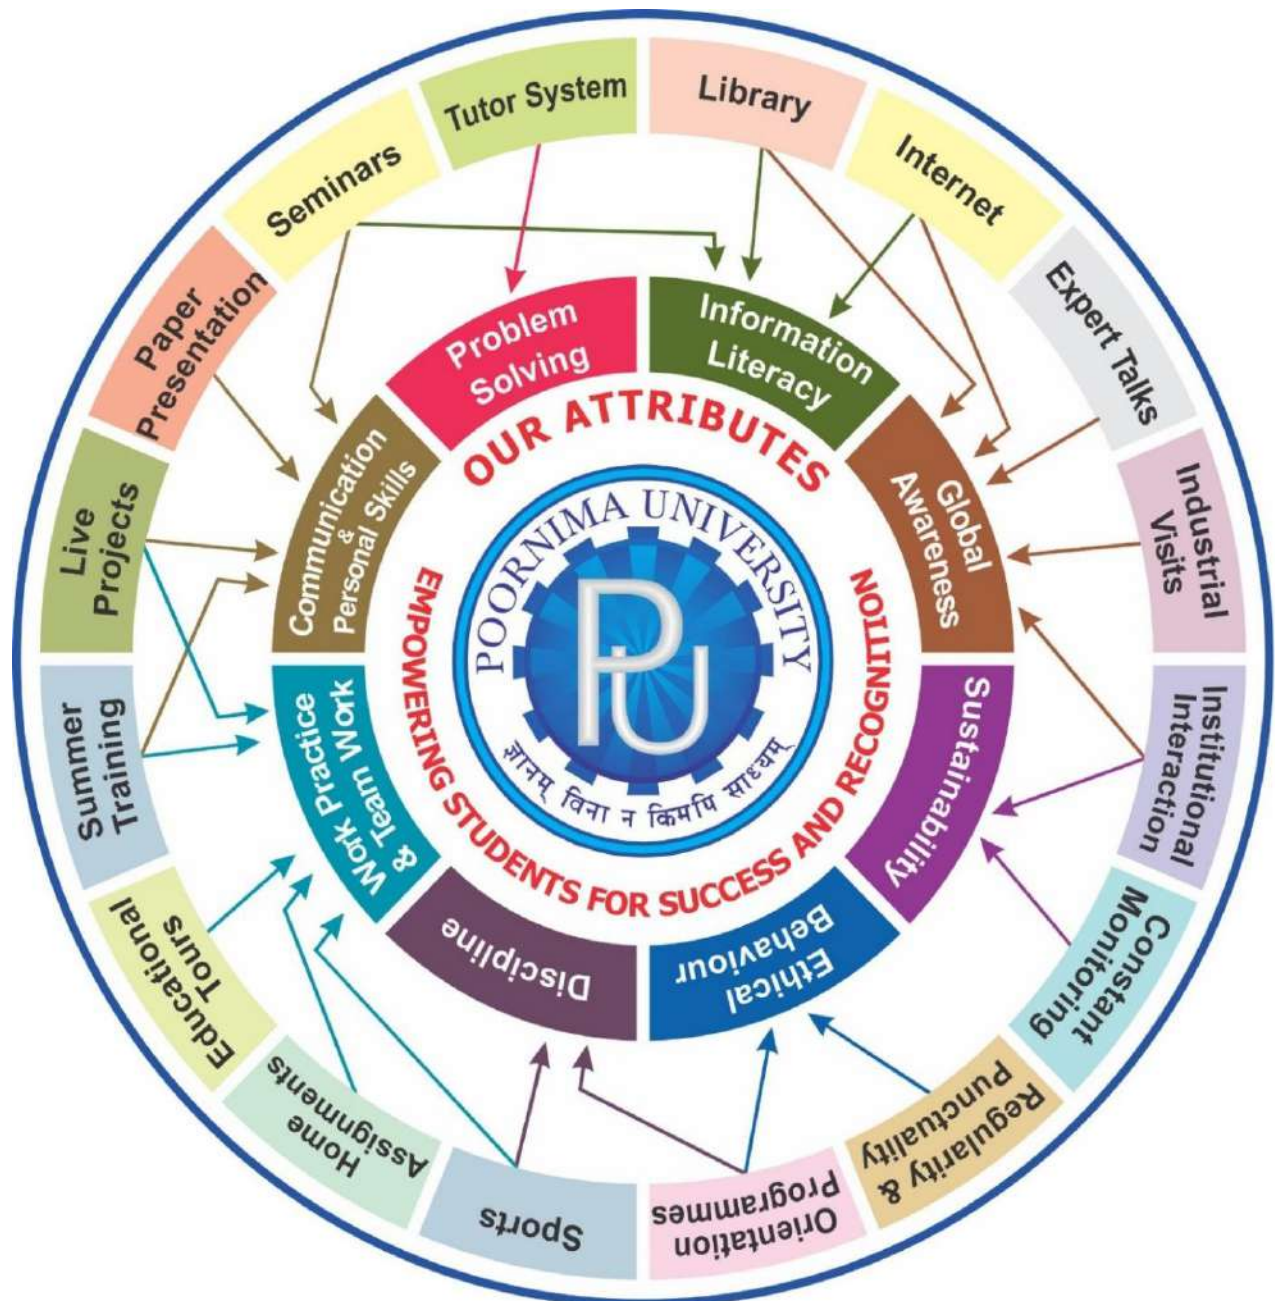 Tutor System
Library
Internet
Expert Talks
Industrial
Visits
Institutional
Interaction
Constant
Monitoring
Regularity &
Punctuality
Orientation
Programmes
Sports
Home
Assignments
Educational
Tours
Summer
Training
Live
Projects
Paper
Presentation
Seminars
Problem
Solving
Information
Literacy
Global
Awareness
Sustainability
Ethical
Behaviour
Discipline
Work Practice
& Team Work
Communication
&
Personal Skills
OUR ATTRIBUTES
EMPOWERING STUDENTS FOR SUCCESS AND RECOGNITION
POORNIMA UNIVERSITY
PU
ज्ञानम् विना न किमपि साध्यम्